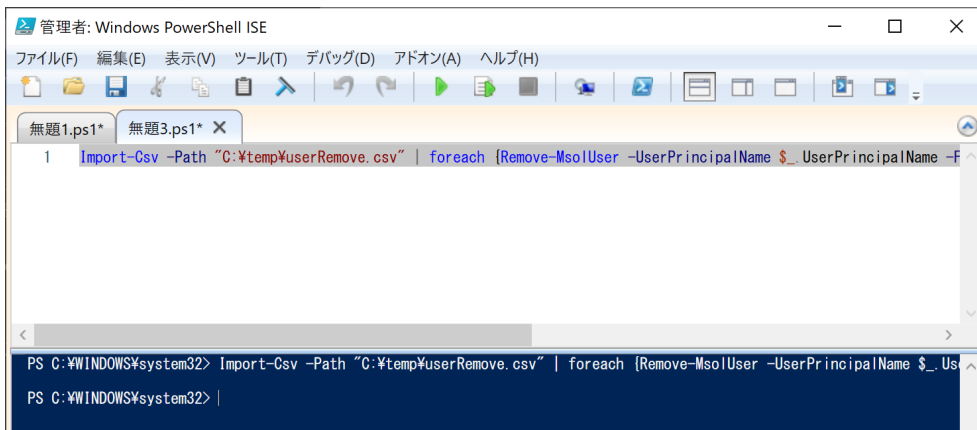 管理者: Windows PowerShell ISE
ファイル(F) 編集(E) 表示(V) ツール(T) デバッグ(D) アドオン(A) ヘルプ(H)
無題1.ps1* 無題3.ps1* X
1 Import-Csv -Path "C:¥temp¥userRemove.csv" | foreach {Remove-MsolUser -UserPrincipalName $_.UserPrincipalName -F
PS C:¥WINDOWS¥system32> Import-Csv -Path "C:¥temp¥userRemove.csv" | foreach {Remove-MsolUser -UserPrincipalName $_.Us
PS C:¥WINDOWS¥system32>